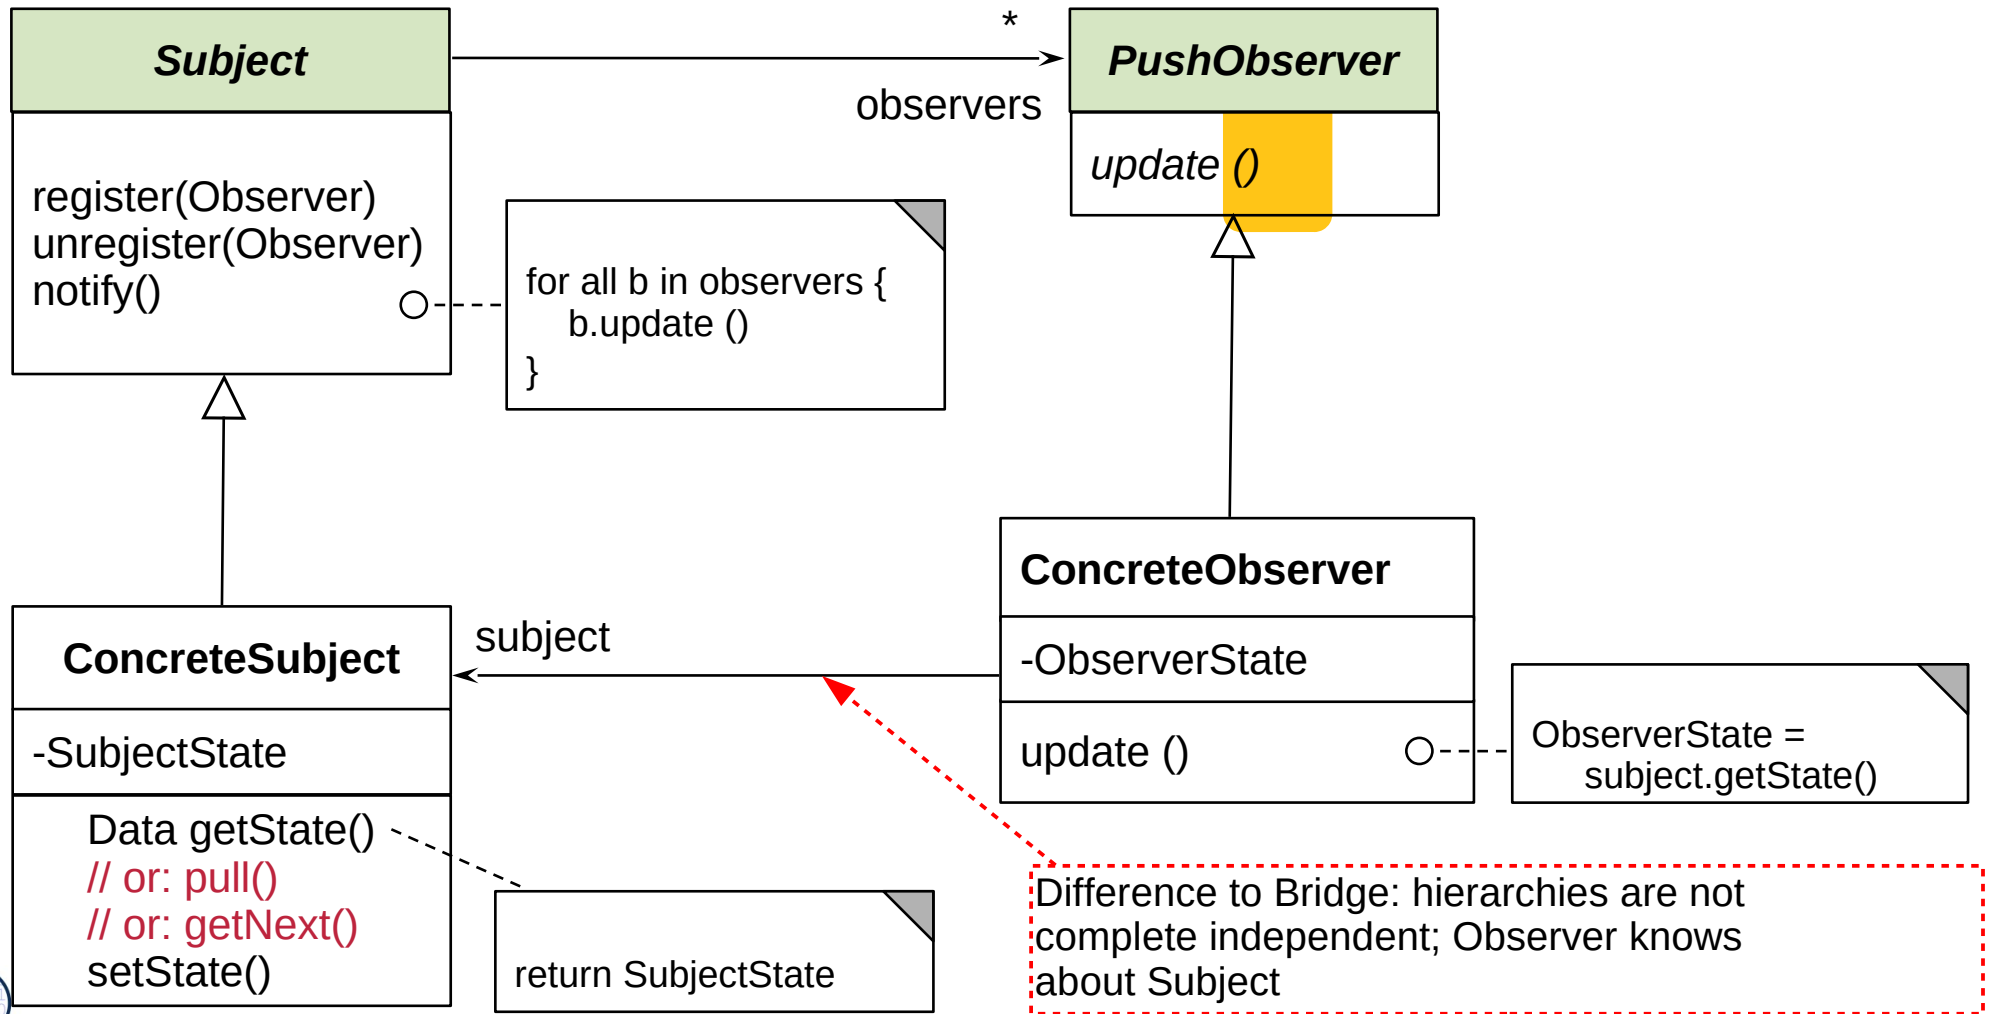 Subject
*
PushObserver
observers
update ()
register(Observer)
unregister(Observer)
notify()
for all b in observers {
b.update ()
}
ConcreteObserver
-ObserverState
update ()
subject
ConcreteSubject
-SubjectState
ObserverState =
subject.getState()
Data getState()
// or: pull()
// or: getNext()
setState()
return SubjectState
Difference to Bridge: hierarchies are not
complete independent; Observer knows
about Subject